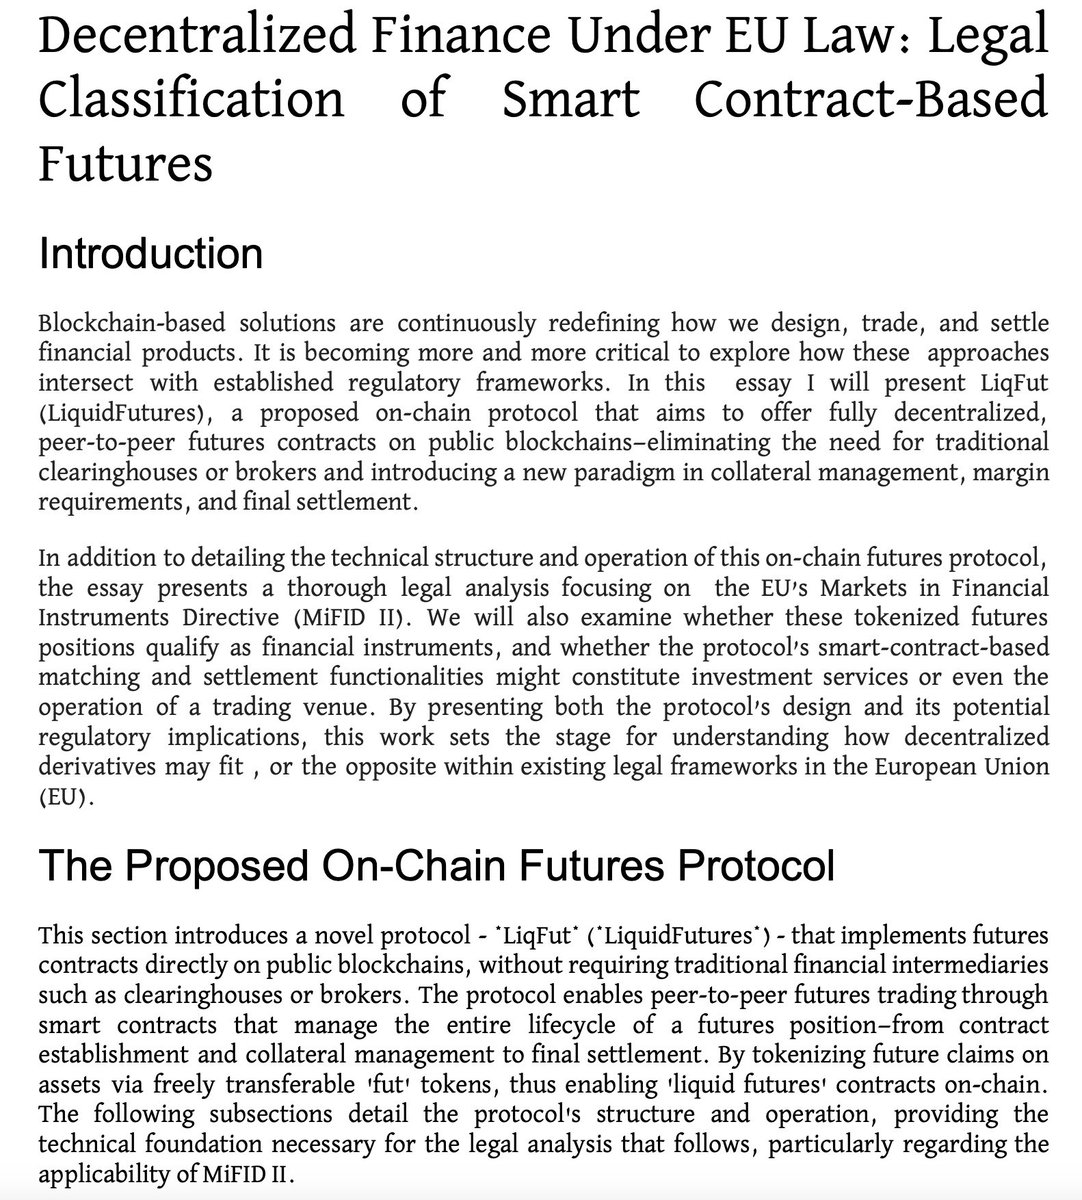 Decentralized Finance Under EU Law: Legal
Classification of Smart Contract-Based
Futures
Introduction
Blockchain-based solutions are continuously redefining how we design, trade, and settle
financial products. It is becoming more and more critical to explore how these approaches
intersect with established regulatory frameworks. In this essay I will present LiqFut
(LiquidFutures), a proposed on-chain protocol that aims to offer fully decentralized,
peer-to-peer futures contracts on public blockchains–eliminating the need for traditional
clearinghouses or brokers and introducing a new paradigm in collateral management, margin
requirements, and final settlement.
In addition to detailing the technical structure and operation of this on-chain futures protocol,
the essay presents a thorough legal analysis focusing on the EU's Markets in Financial
Instruments Directive (MiFID II). We will also examine whether these tokenized futures
positions qualify as financial instruments, and whether the protocol's smart-contract-based
matching and settlement functionalities might constitute investment services or even the
operation of a trading venue. By presenting both the protocol's design and its potential
regulatory implications, this work sets the stage for understanding how decentralized
derivatives may fit , or the opposite within existing legal frameworks in the European Union
(EU).
The Proposed On-Chain Futures Protocol
This section introduces a novel protocol - "LiqFut" ("LiquidFutures") - that implements futures
contracts directly on public blockchains, without requiring traditional financial intermediaries
such as clearinghouses or brokers. The protocol enables peer-to-peer futures trading through
smart contracts that manage the entire lifecycle of a futures position–from contract
establishment and collateral management to final settlement. By tokenizing future claims on
assets via freely transferable 'fut' tokens, thus enabling 'liquid futures' contracts on-chain.
The following subsections detail the protocol's structure and operation, providing the
technical foundation necessary for the legal analysis that follows, particularly regarding the
applicability of MiFID II.